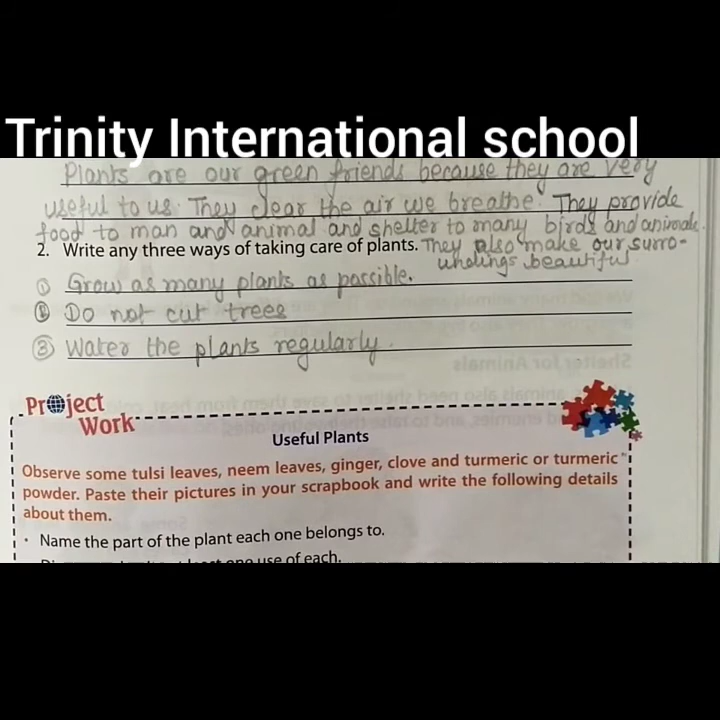 Trinity International school
Plants are our green friends because they are very
useful to us. They clear the air we breathe. They provide
food to man and animal and shelter to many birds and animals.
2. Write any three ways of taking care of plants. They also make our surro-
undings beautiful.
① Grow as many plants as possible.
② Do not cut trees
③ Water the plants regularly.
Project
Work
Useful Plants
Observe some tulsi leaves, neem leaves, ginger, clove and turmeric or turmeric
powder. Paste their pictures in your scrapbook and write the following details
about them.
• Name the part of the plant each one belongs to.
least one use of each.